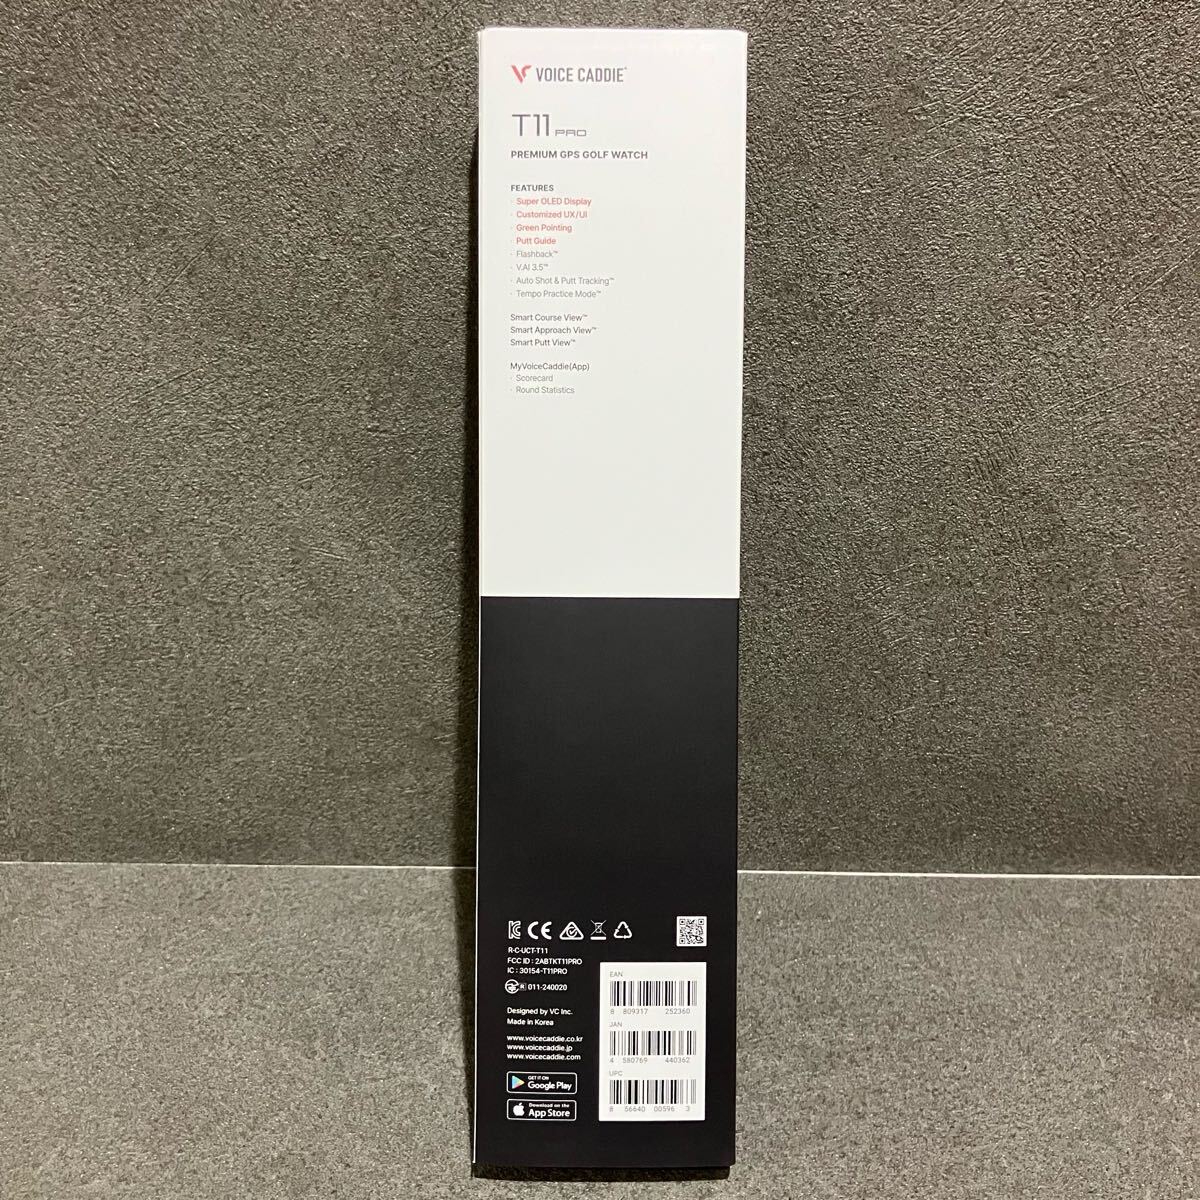 VOICE CADDIE
T11 PRO
PREMIUM GPS GOLF WATCH
FEATURES
· Super OLED Display
· Customized UX/UI
· Green Pointing
· Putt Guide
· Flashback™
· V.AI 3.5™
· Auto Shot & Putt Tracking™
· Tempo Practice Mode™
Smart Course View™
Smart Approach View™
Smart Putt View™
MyVoiceCaddie(App)
· Scorecard
· Round Statistics
CE
R-C-UCT-T11
FCC ID : 2ABTKT11PRO
IC : 30154-T11PRO
R 011-240020
Designed by VC Inc.
Made in Korea
www.voicecaddie.co.kr
www.voicecaddie.jp
www.voicecaddie.com
GET IT ON
Google Play
Download on the
App Store
EAN
8 809317 252360
JAN
4 580769 440362
UPC
8 56640 00596 3